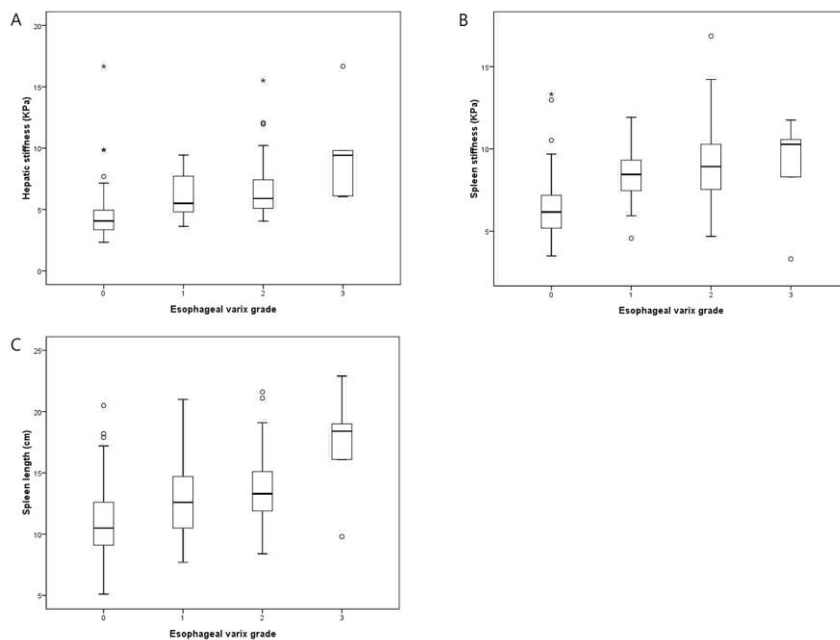 A
Hepatic stiffness (KPa)
20
15
10
5
0
0 1 2 3
Esophageal varix grade
B
Spleen stiffness (KPa)
15
10
5
0 1 2 3
Esophageal varix grade
C
Spleen length (cm)
25
20
15
10
5
0 1 2 3
Esophageal varix grade